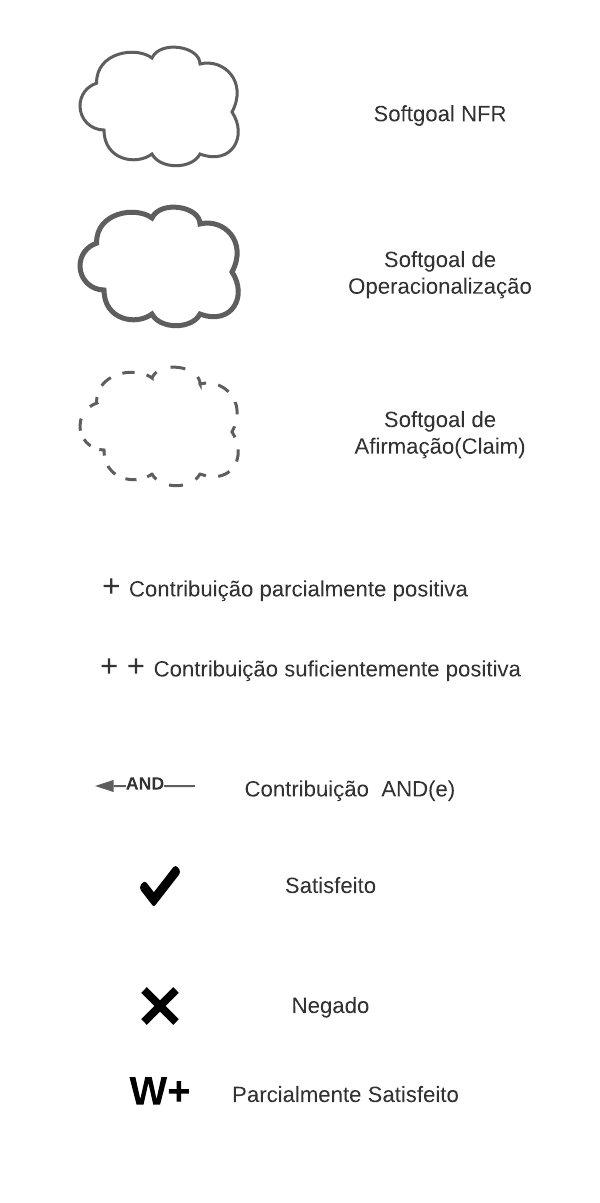 Softgoal NFR
Softgoal de
Operacionalização
Softgoal de
Afirmação(Claim)
+ Contribuição parcialmente positiva
+ + Contribuição suficientemente positiva
AND Contribuição AND(e)
Satisfeito
Negado
W+ Parcialmente Satisfeito